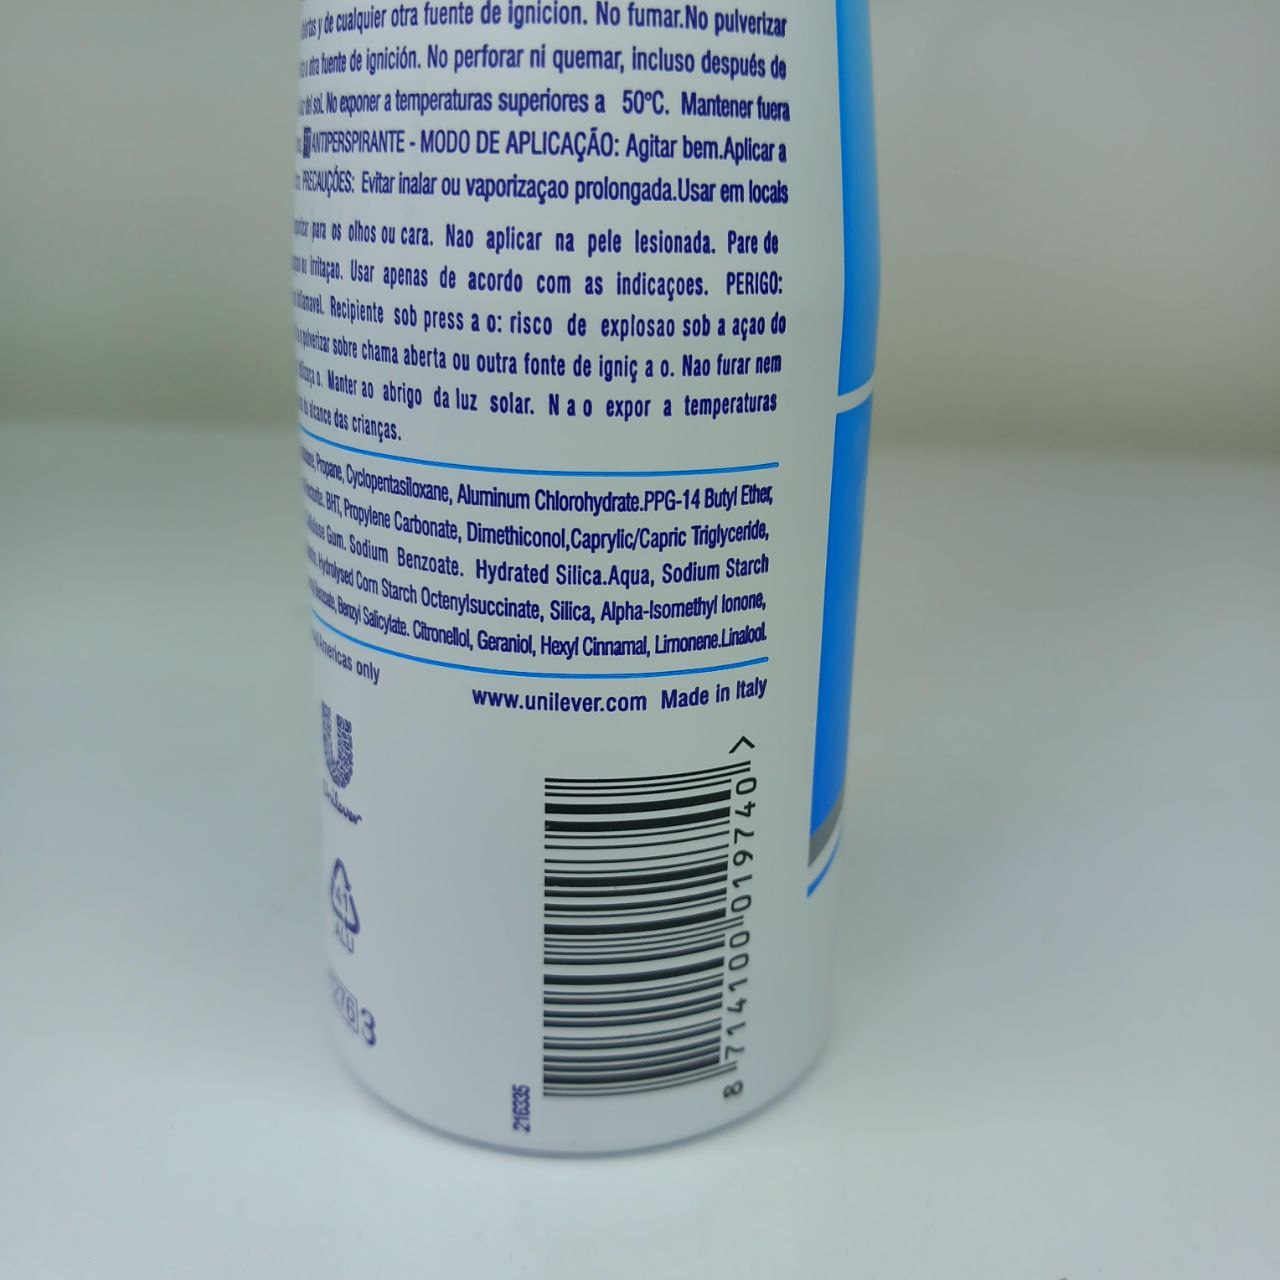 y de cualquier otra fuente de ignicion. No fumar.No pulverizar
otra fuente de ignición. No perforar ni quemar, incluso después de
del sol. No exponer a temperaturas superiores a 50°C. Mantener fuera
ANTIPERSPIRANTE - MODO DE APLICAÇÃO: Agitar bem.Aplicar a
PRECAUÇÓES: Evitar inalar ou vaporizaçao prolongada.Usar em locais
para os olhos ou cara. Nao aplicar na pele lesionada. Pare de
ou irritaçao. Usar apenas de acordo com as indicaçoes. PERIGO:
Recipiente sob press a o: risco de explosao sob a açao do
pulverizar sobre chama aberta ou outra fonte de igniç a o. Nao furar nem
Manter ao abrigo da luz solar. N a o expor a temperaturas
alcance das crianças.
Propane, Cyclopentasiloxane, Aluminum Chlorohydrate.PPG-14 Butyl Ether,
BHT, Propylene Carbonate, Dimethiconol,Caprylic/Capric Triglyceride,
Gum. Sodium Benzoate. Hydrated Silica.Aqua, Sodium Starch
Hydrolysed Corn Starch Octenylsuccinate, Silica, Alpha-Isomethyl Ionone,
Benzyl Salicylate. Citronellol, Geraniol, Hexyl Cinnamal, Limonene.Linalool.
Americas only
www.unilever.com Made in Italy
Unilever
41
ALU
3
216335
8 714100 019740 >